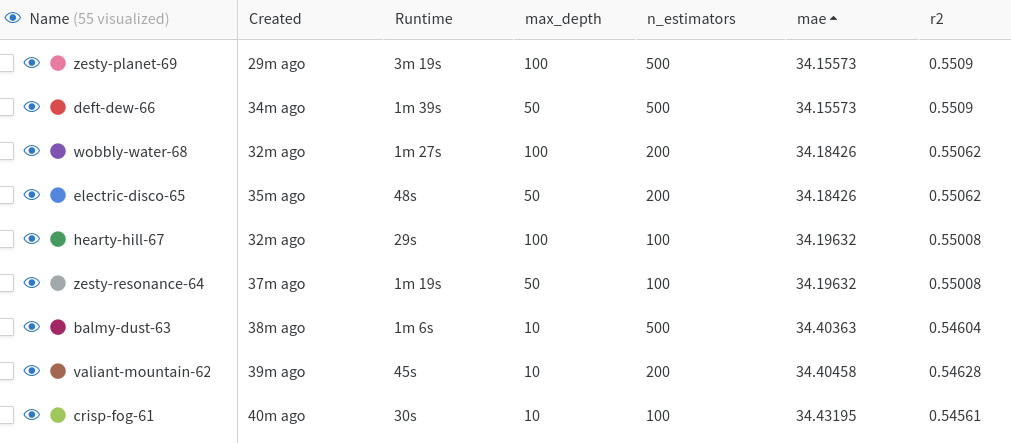 Name (55 visualized) Created Runtime max_depth n_estimators mae r2
zesty-planet-69 29m ago 3m 19s 100 500 34.15573 0.5509
deft-dew-66 34m ago 1m 39s 50 500 34.15573 0.5509
wobbly-water-68 32m ago 1m 27s 100 200 34.18426 0.55062
electric-disco-65 35m ago 48s 50 200 34.18426 0.55062
hearty-hill-67 32m ago 29s 100 100 34.19632 0.55008
zesty-resonance-64 37m ago 1m 19s 50 100 34.19632 0.55008
balmy-dust-63 38m ago 1m 6s 10 500 34.40363 0.54604
valiant-mountain-62 39m ago 45s 10 200 34.40458 0.54628
crisp-fog-61 40m ago 30s 10 100 34.43195 0.54561